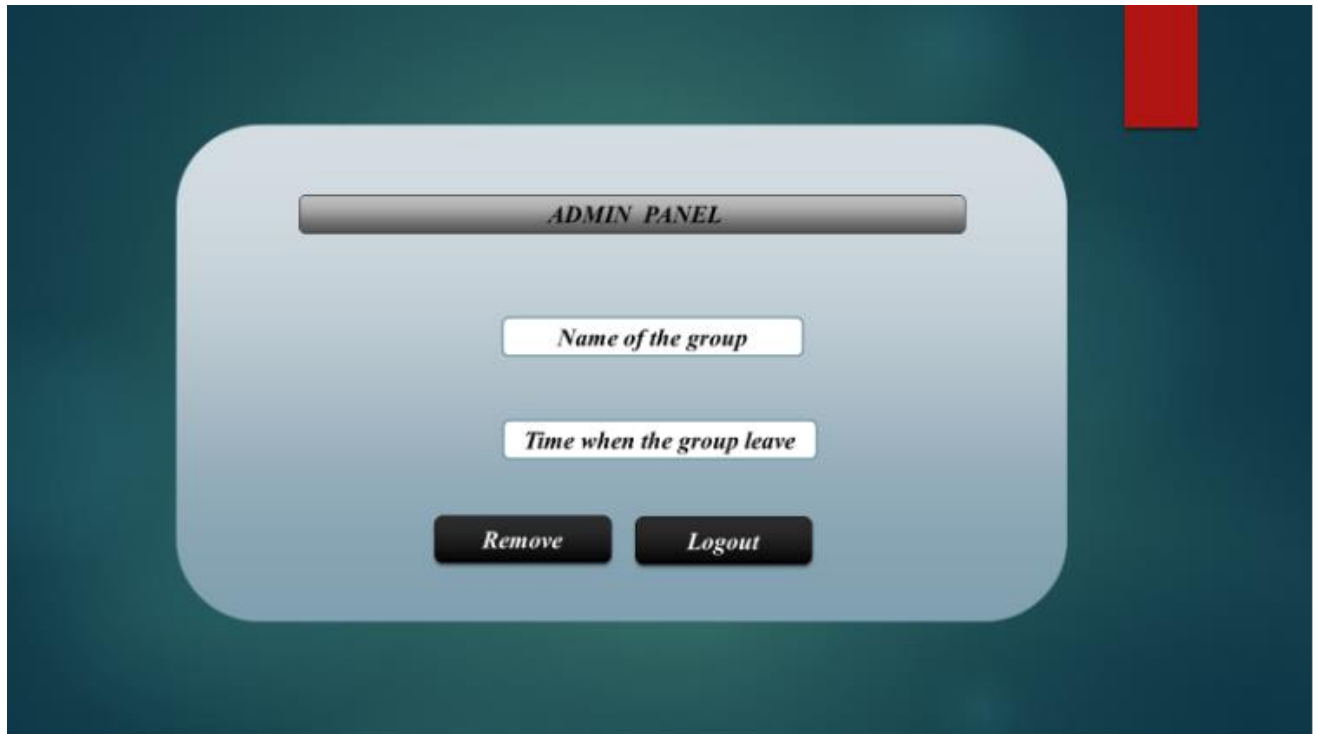 ADMIN PANEL
Name of the group
Time when the group leave
Remove
Logout